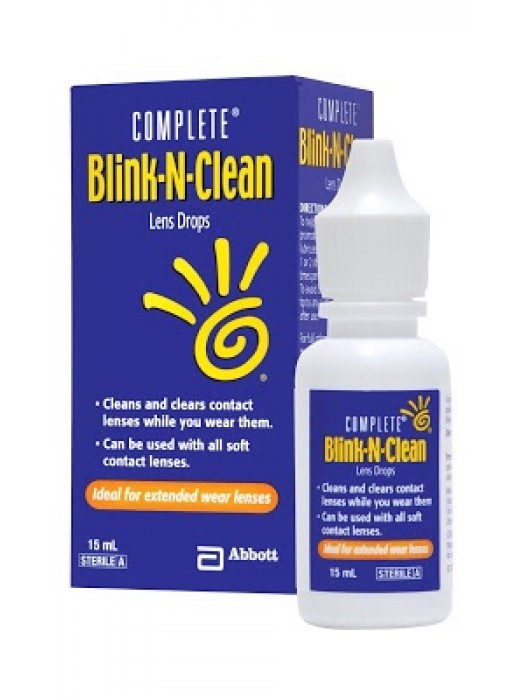 COMPLETE®
Blink-N-Clean
Lens Drops
®
• Cleans and clears contact
lenses while you wear them.
• Can be used with all soft
contact lenses.
Ideal for extended wear lenses
15 mL
STERILE A
Abbott
COMPLETE®
Blink-N-Clean
COMPLETE®
Blink-N-Clean
Lens Drops
• Cleans and clears contact
lenses while you wear them
• Can be used with all soft
contact lenses.
Ideal for extended wear lenses
15 mL
STERILE A